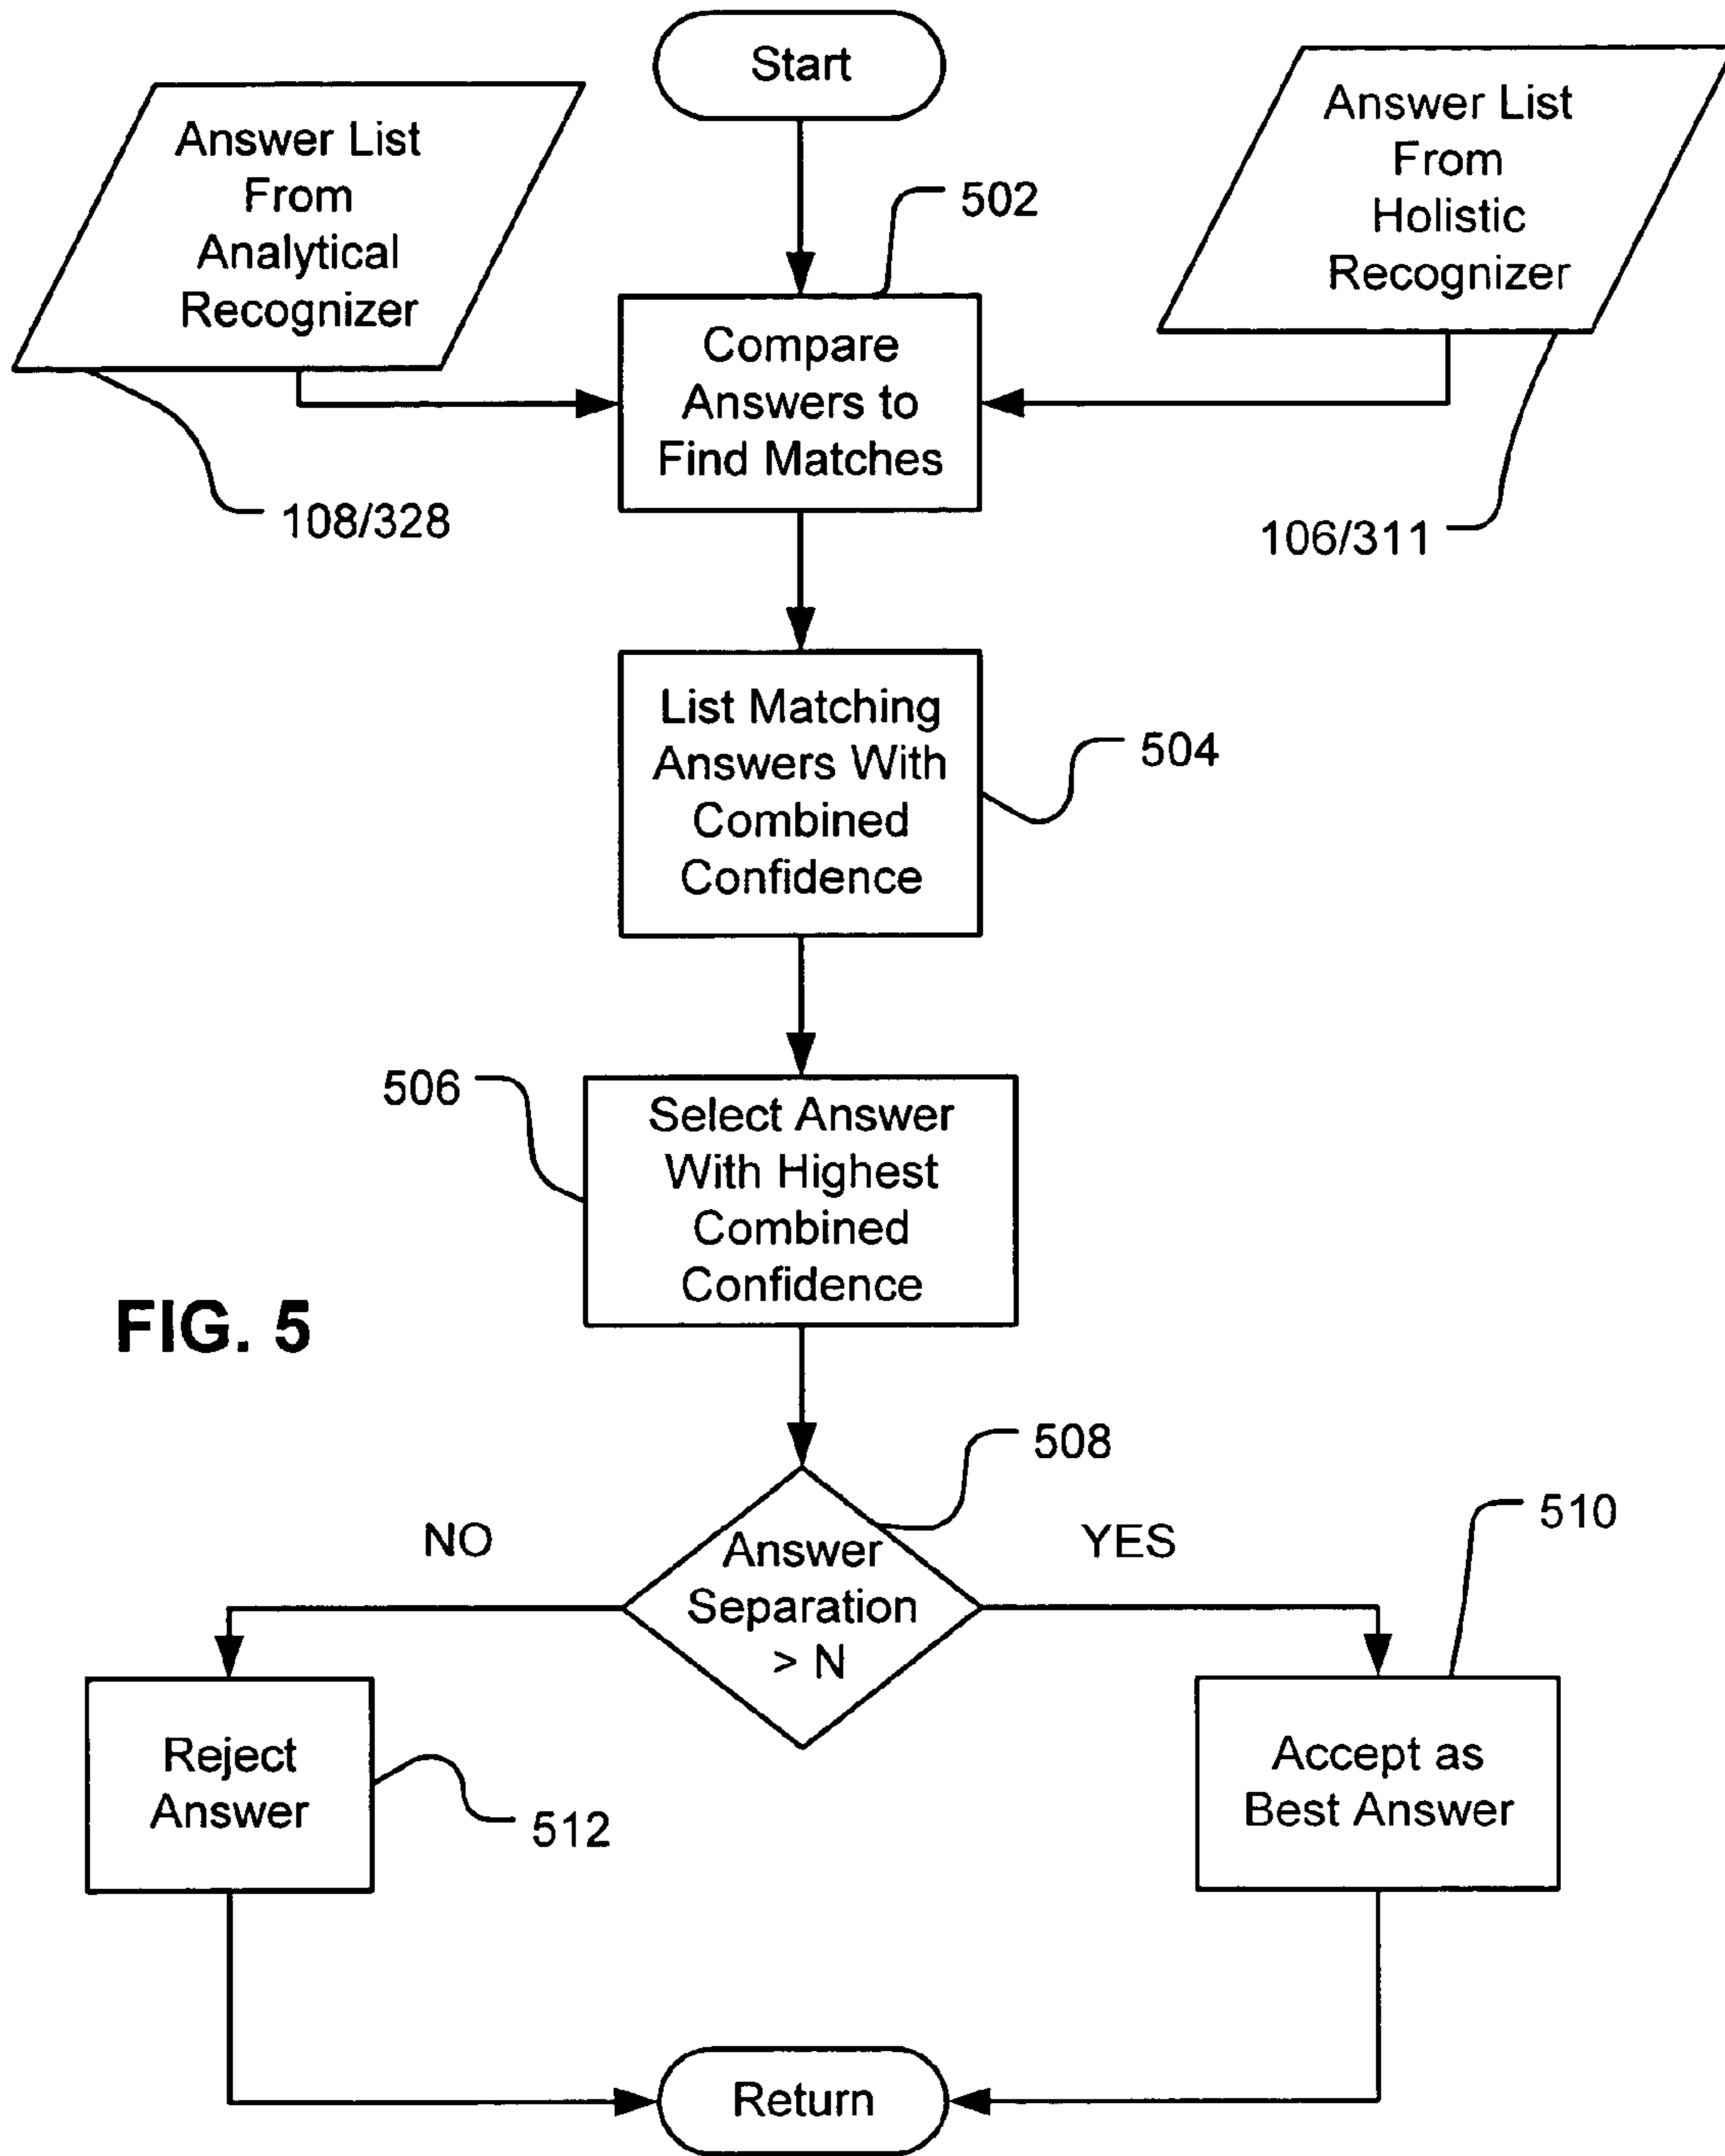 Start
Answer List
From
Analytical
Recognizer
Answer List
From
Holistic
Recognizer
502
Compare
Answers to
Find Matches
108/328
106/311
List Matching
Answers With
Combined
Confidence
504
506
Select Answer
With Highest
Combined
Confidence
FIG. 5
508
Answer
Separation
> N
NO
YES
510
Reject
Answer
512
Accept as
Best Answer
Return